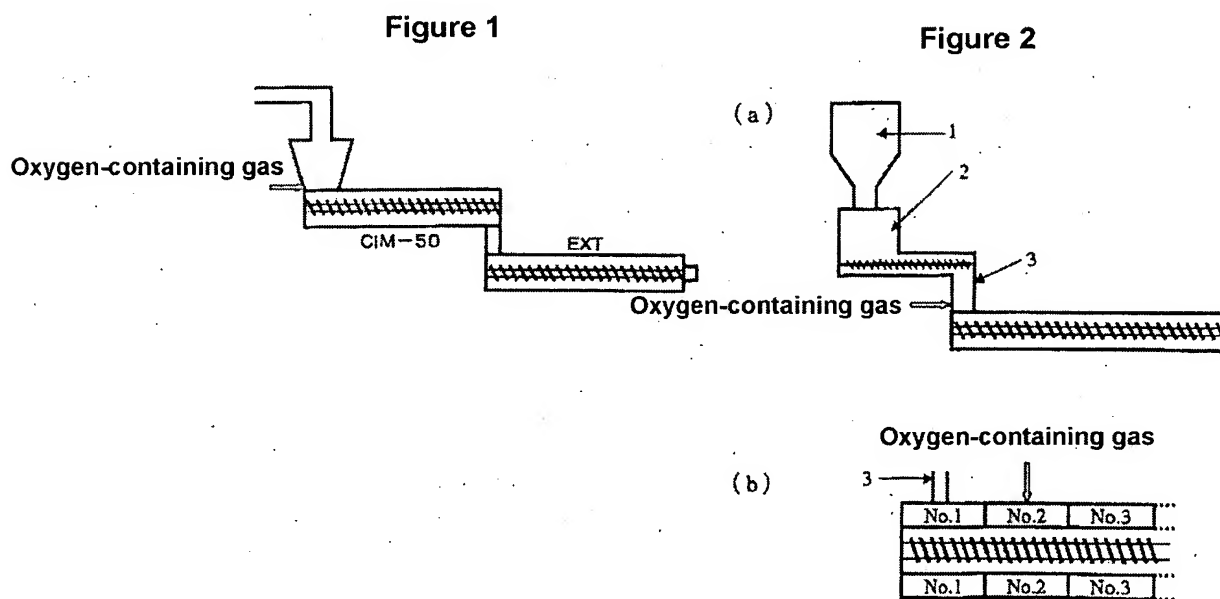 Figure 1
Oxygen-containing gas
CIM-50
EXT
Figure 2
(a)
1
2
3
Oxygen-containing gas
Oxygen-containing gas
(b)
3
No.1 No.2 No.3
No.1 No.2 No.3